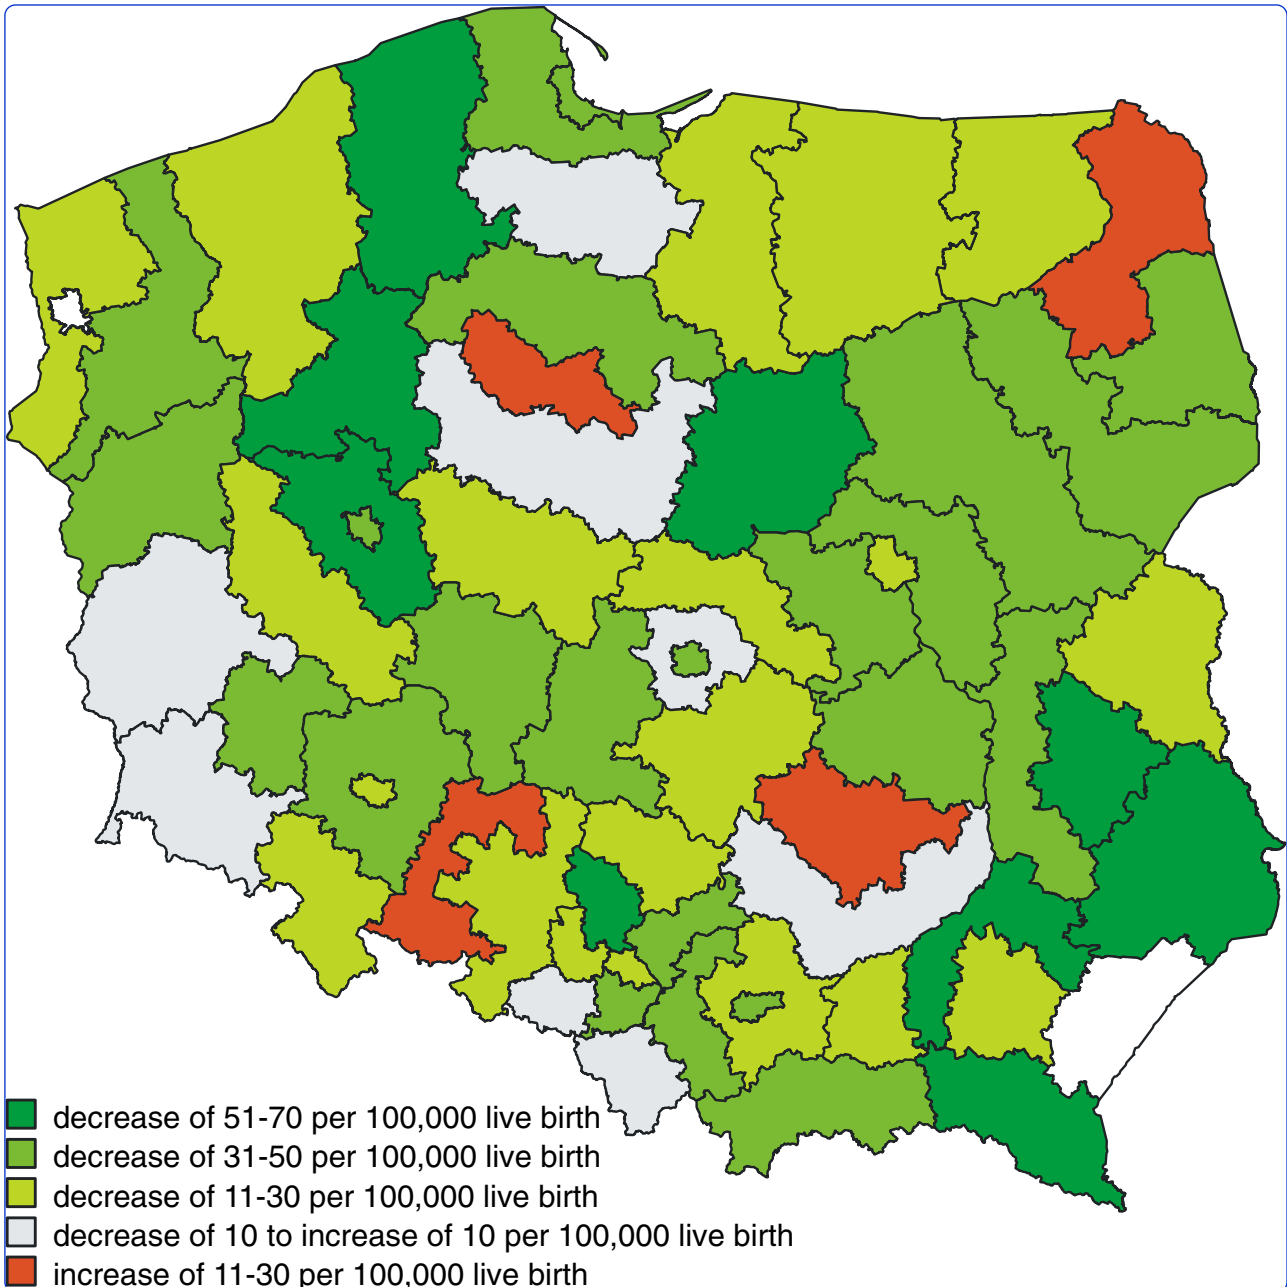 decrease of 51-70 per 100,000 live birth
decrease of 31-50 per 100,000 live birth
decrease of 11-30 per 100,000 live birth
decrease of 10 to increase of 10 per 100,000 live birth
increase of 11-30 per 100,000 live birth